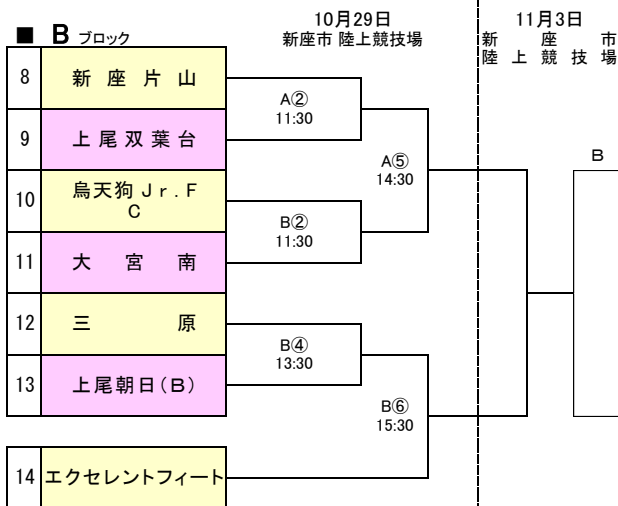 ■ B ブロック
10月29日
新座市 陸上競技場
11月3日
新座市
陸上競技場
8 新座片山
9 上尾双葉台
A②
11:30
A⑤
14:30
B
10 烏天狗Jr.F
C
11 大宮南
B②
11:30
12 三原
13 上尾朝日(B)
B④
13:30
B⑥
15:30
14 エクセレントフィート